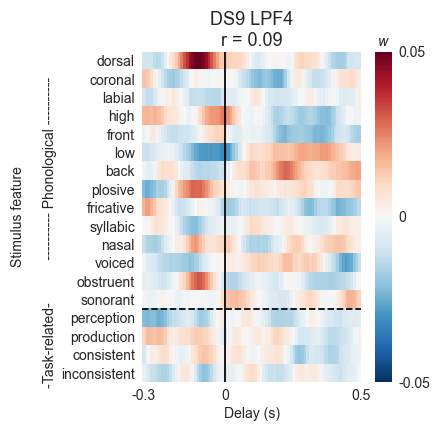 DS9 LPF4
r = 0.09
w
dorsal
coronal
labial
high
front
low
back
plosive
fricative
syllabic
nasal
voiced
obstruent
sonorant
perception
production
consistent
inconsistent
Stimulus feature
-Task-related- ----------- Phonological ----------
-0.3 0 0.5
Delay (s)
0.05
0
-0.05